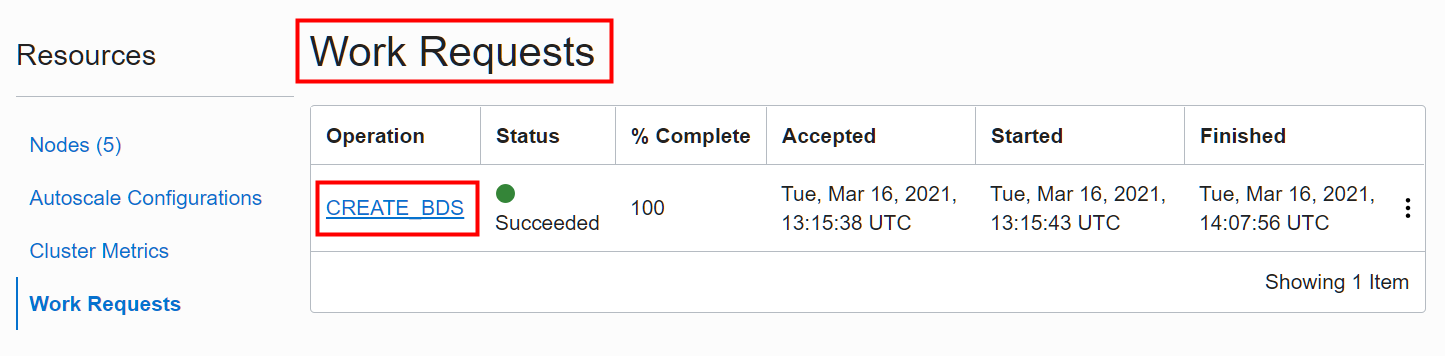 Resources
Nodes (5)
Autoscale Configurations
Cluster Metrics
Work Requests
Work Requests
Operation Status % Complete Accepted Started Finished
CREATE_BDS Succeeded 100 Tue, Mar 16, 2021, Tue, Mar 16, 2021, Tue, Mar 16, 2021,
13:15:38 UTC 13:15:43 UTC 14:07:56 UTC
Showing 1 Item